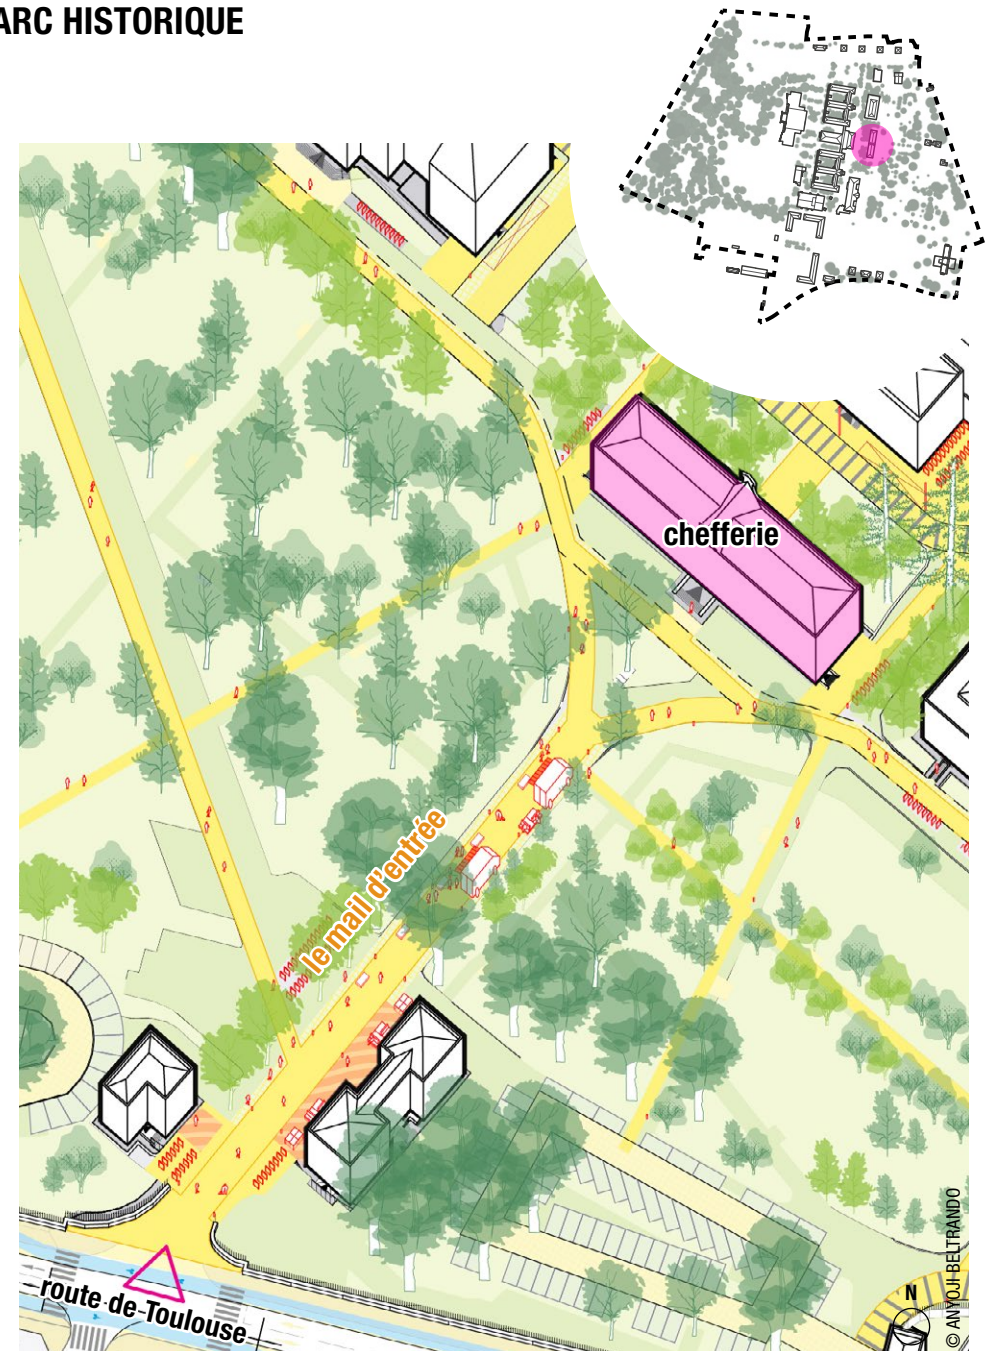 ARC HISTORIQUE
chefferie
le mail d'entrée
route de Toulouse
N
© ANYOJI-BELTRANDO